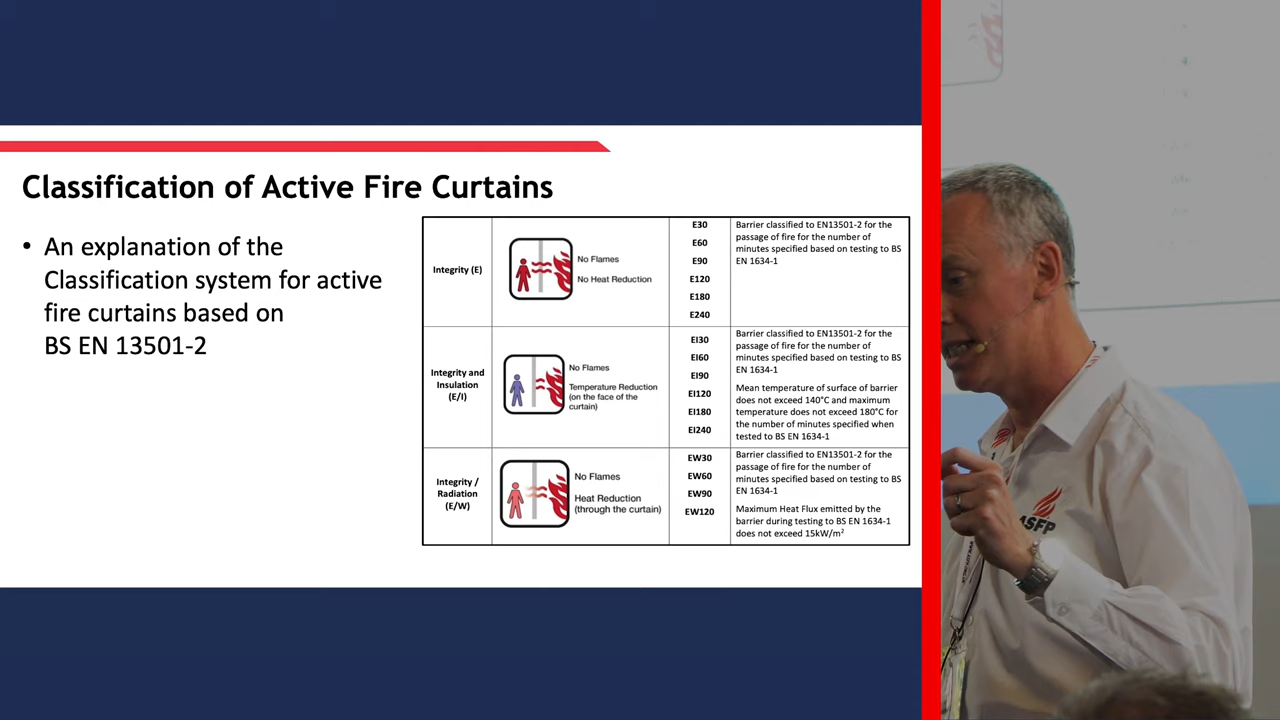 Classification of Active Fire Curtains
• An explanation of the
Classification system for active
fire curtains based on
BS EN 13501-2
Integrity (E)
No Flames
No Heat Reduction
E30
E60
E90
E120
E180
E240
Barrier classified to EN13501-2 for the
passage of fire for the number of
minutes specified based on testing to BS
EN 1634-1
Integrity and
Insulation
(E/I)
No Flames
Temperature Reduction
(on the face of the
curtain)
EI30
EI60
EI90
EI120
EI180
EI240
Barrier classified to EN13501-2 for the
passage of fire for the number of
minutes specified based on testing to BS
EN 1634-1
Mean temperature of surface of barrier
does not exceed 140°C and maximum
temperature does not exceed 180°C for
the number of minutes specified when
tested to BS EN 1634-1
Integrity /
Radiation
(E/W)
No Flames
Heat Reduction
(through the curtain)
EW30
EW60
EW90
EW120
Barrier classified to EN13501-2 for the
passage of fire for the number of
minutes specified based on testing to BS
EN 1634-1
Maximum Heat Flux emitted by the
barrier during testing to BS EN 1634-1
does not exceed 15kW/m²
ASFP